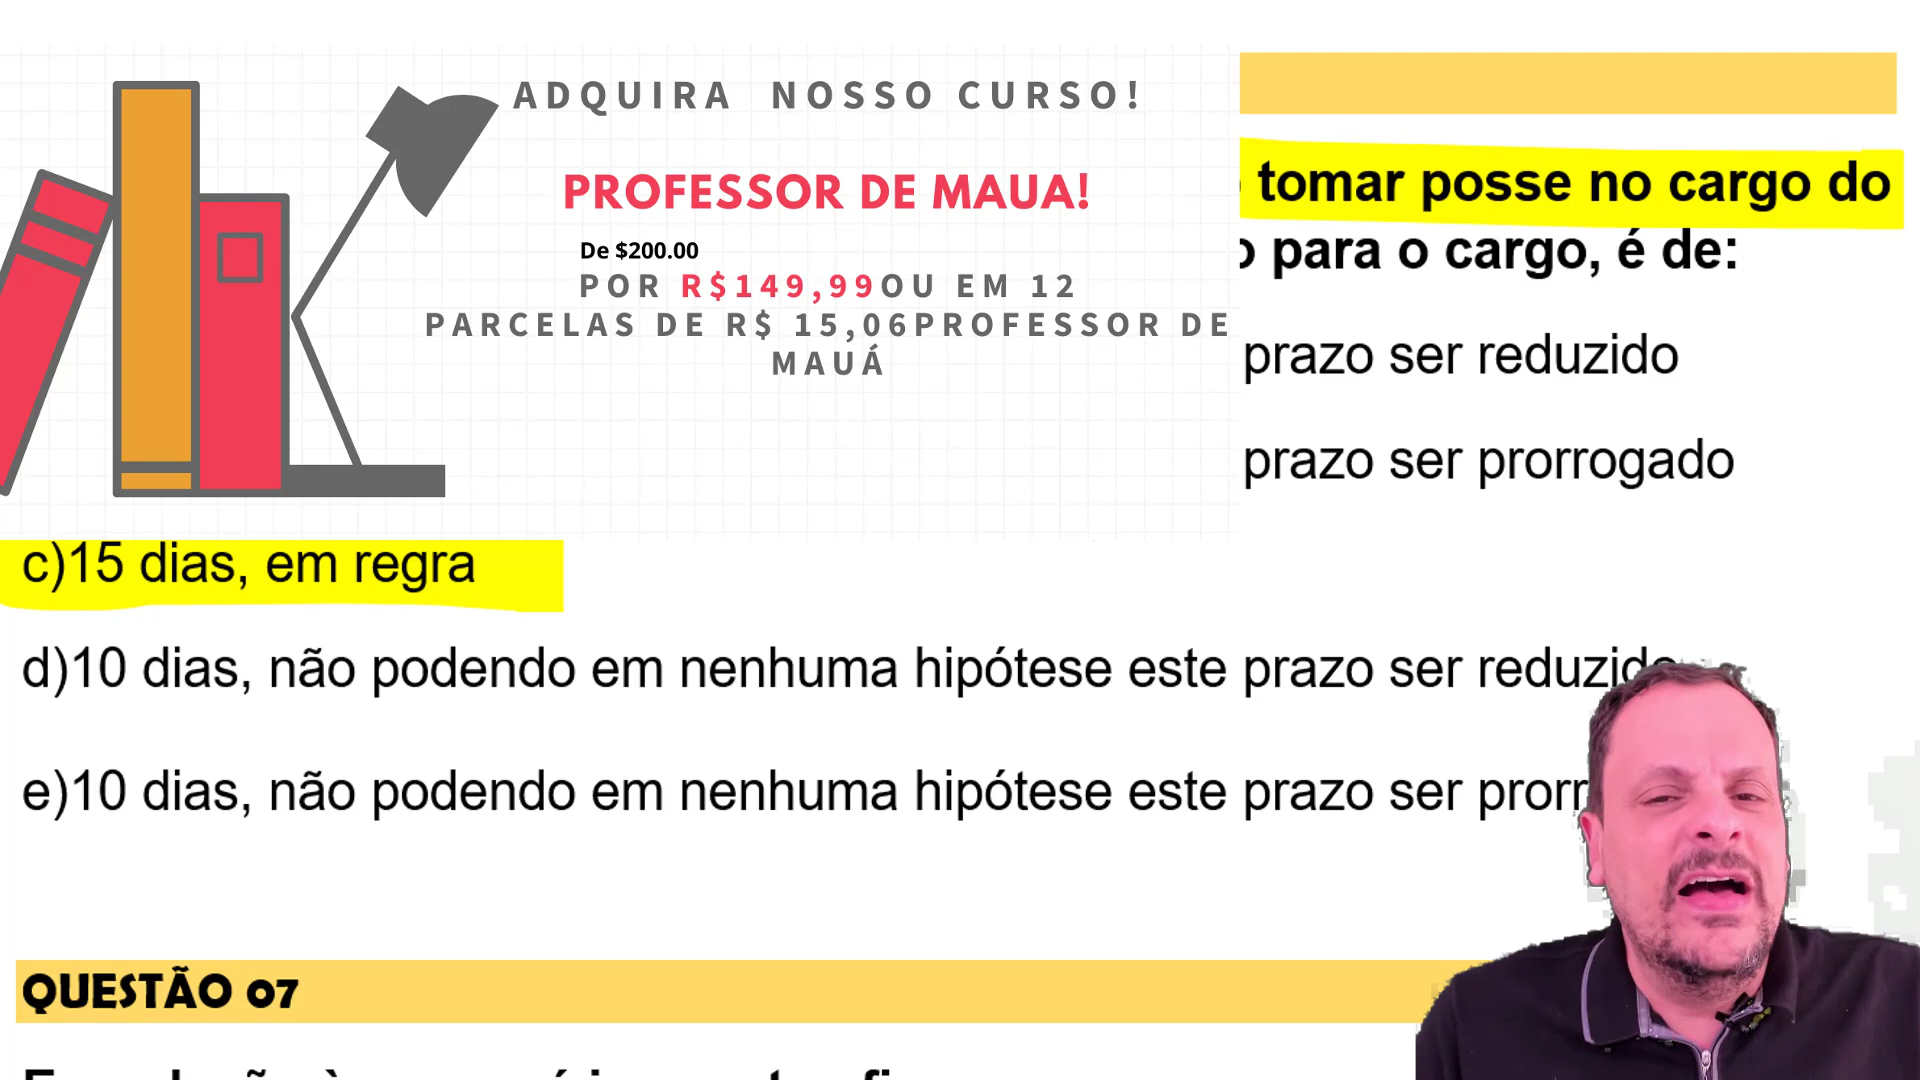 ADQUIRA NOSSO CURSO!
PROFESSOR DE MAUA!
De $200.00
POR R$149,99OU EM 12
PARCELAS DE R$ 15,06PROFESSOR DE
MAUÁ
tomar posse no cargo do
para o cargo, é de:
prazo ser reduzido
prazo ser prorrogado
c)15 dias, em regra
d)10 dias, não podendo em nenhuma hipótese este prazo ser reduzido
e)10 dias, não podendo em nenhuma hipótese este prazo ser
QUESTÃO 07